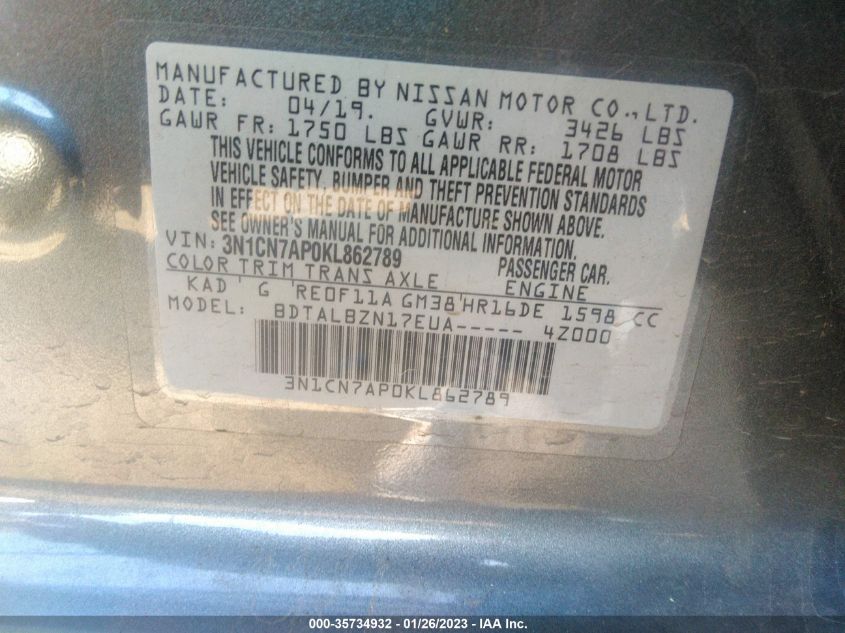 MANUFACTURED BY NISSAN MOTOR CO., LTD.
DATE: 04/19. GVWR: 3426 LBS
GAWR FR: 1750 LBS GAWR RR: 1708 LBS
THIS VEHICLE CONFORMS TO ALL APPLICABLE FEDERAL MOTOR
VEHICLE SAFETY, BUMPER AND THEFT PREVENTION STANDARDS
IN EFFECT ON THE DATE OF MANUFACTURE SHOWN ABOVE.
SEE OWNER'S MANUAL FOR ADDITIONAL INFORMATION.
VIN: 3N1CN7AP0KL862789 PASSENGER CAR.
COLOR TRIM TRANS AXLE ENGINE
KAD G RE0F11A GM38 HR16DE 1598 CC
MODEL: BDTALBZN17EUA----- 4Z000
3N1CN7AP0KL862789
000-35734932 / 01/26/2023 - IAA Inc.